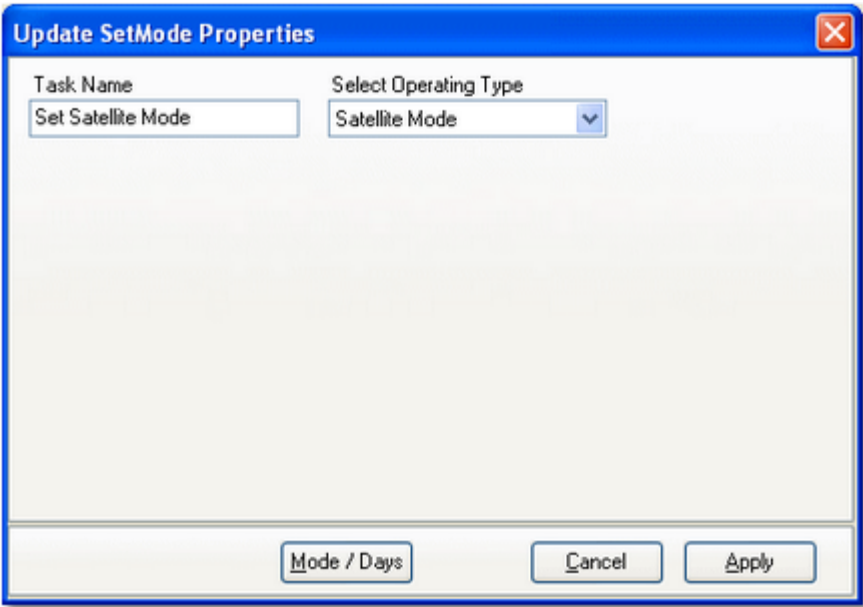 Update SetMode Properties
Task Name Select Operating Type
Set Satellite Mode Satellite Mode
Mode / Days Cancel Apply